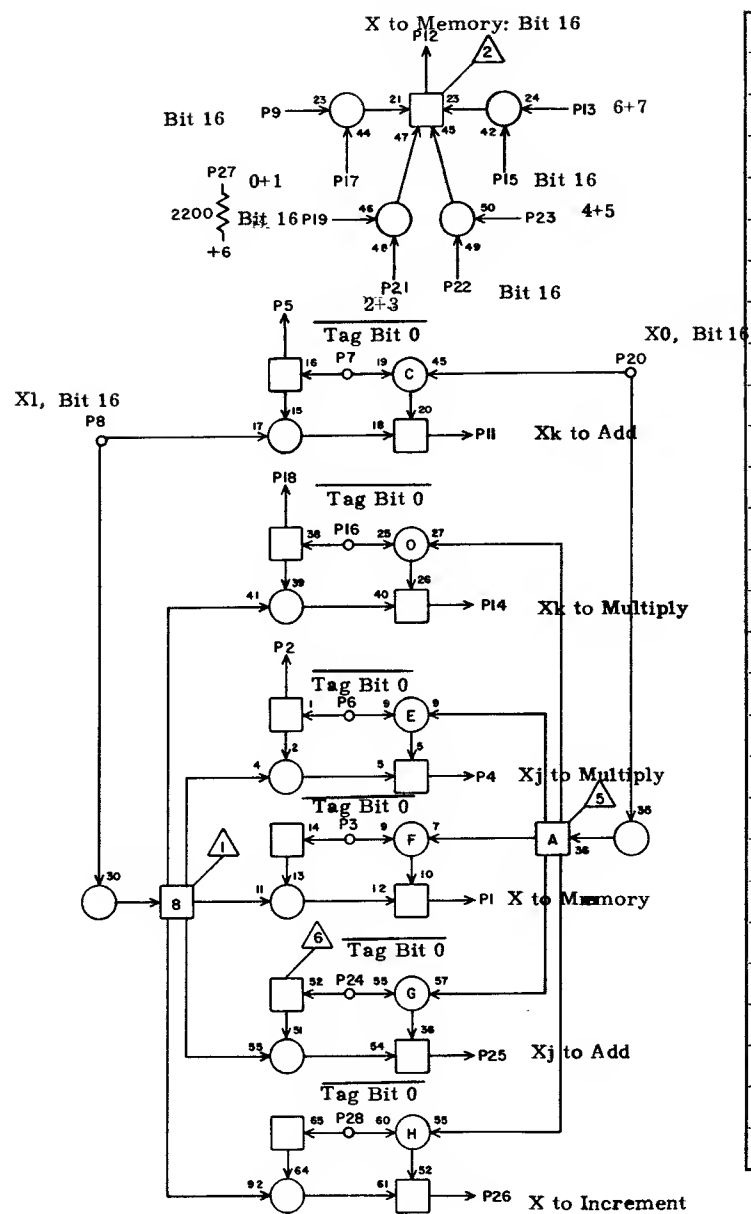 X to Memory: Bit 16
P12
2
23 21 23 24
P9 P13 6+7
Bit 16
44 47 45 42
P17 P15 Bit 16
P27 0+1
2200 Bit 16 P19 46 50 P23 4+5
+6
48 49
P21 P22 Bit 16
2+3
P5
Tag Bit 0
X0, Bit 16
P20
16 P7 19 C 45
X1, Bit 16
P8
15 20
17 18 P11 Xk to Add
P18
Tag Bit 0
38 P16 25 O 27
39 26
41 40 P14 Xk to Multiply
P2
Tag Bit 0
1 P6 9 E 9
2 5
4 5 P4 Xj to Multiply
Tag Bit 0
5
35
14 P3 9 F 7 A 36
1
30
13 10
8 11 12 P1 X to Memory
6
Tag Bit 0
52 P24 55 G 57
51 36
55 54 P25 Xj to Add
Tag Bit 0
65 P28 60 H 55
64 52
92 61 P26 X to Increment